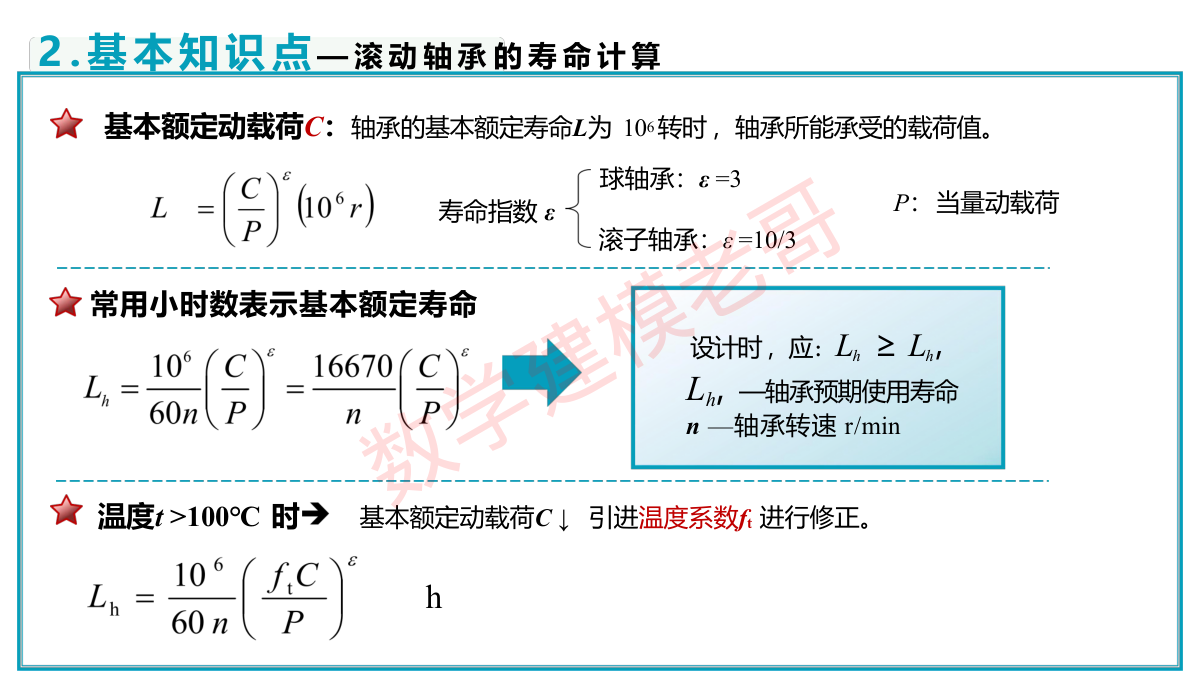 2.基本知识点—滚动轴承的寿命计算
基本额定动载荷C：轴承的基本额定寿命L为 10⁶转时，轴承所能承受的载荷值。
L = (C/P)^ε (10⁶ r)
寿命指数 ε
球轴承：ε =3
滚子轴承：ε =10/3
P：当量动载荷
常用小时数表示基本额定寿命
L_h = 10⁶/60n (C/P)^ε = 16670/n (C/P)^ε
设计时，应：L_h ≥ L_h′
L_h′ —轴承预期使用寿命
n —轴承转速 r/min
温度t >100℃ 时➔ 基本额定动载荷C↓ 引进温度系数f_t 进行修正。
L_h = 10⁶/60 n (f_t C/P)^ε h
数学建模老哥